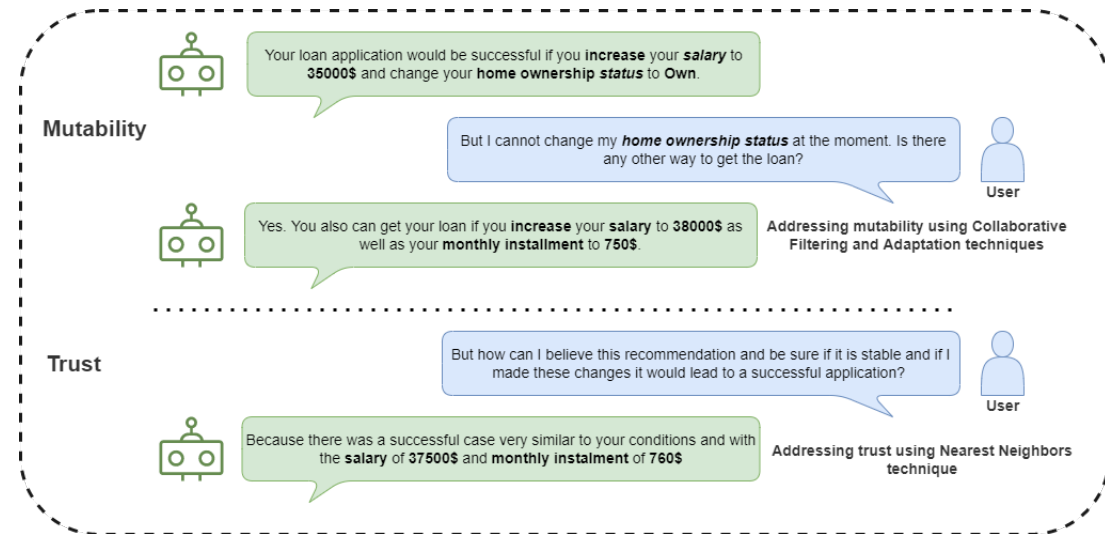 Your loan application would be successful if you increase your salary to
35000$ and change your home ownership status to Own.
Mutability
But I cannot change my home ownership status at the moment. Is there
any other way to get the loan?
User
Yes. You also can get your loan if you increase your salary to 38000$ as
well as your monthly installment to 750$.
Addressing mutability using Collaborative
Filtering and Adaptation techniques
Trust
But how can I believe this recommendation and be sure if it is stable and if I
made these changes it would lead to a successful application?
User
Because there was a successful case very similar to your conditions and with
the salary of 37500$ and monthly instalment of 760$
Addressing trust using Nearest Neighbors
technique